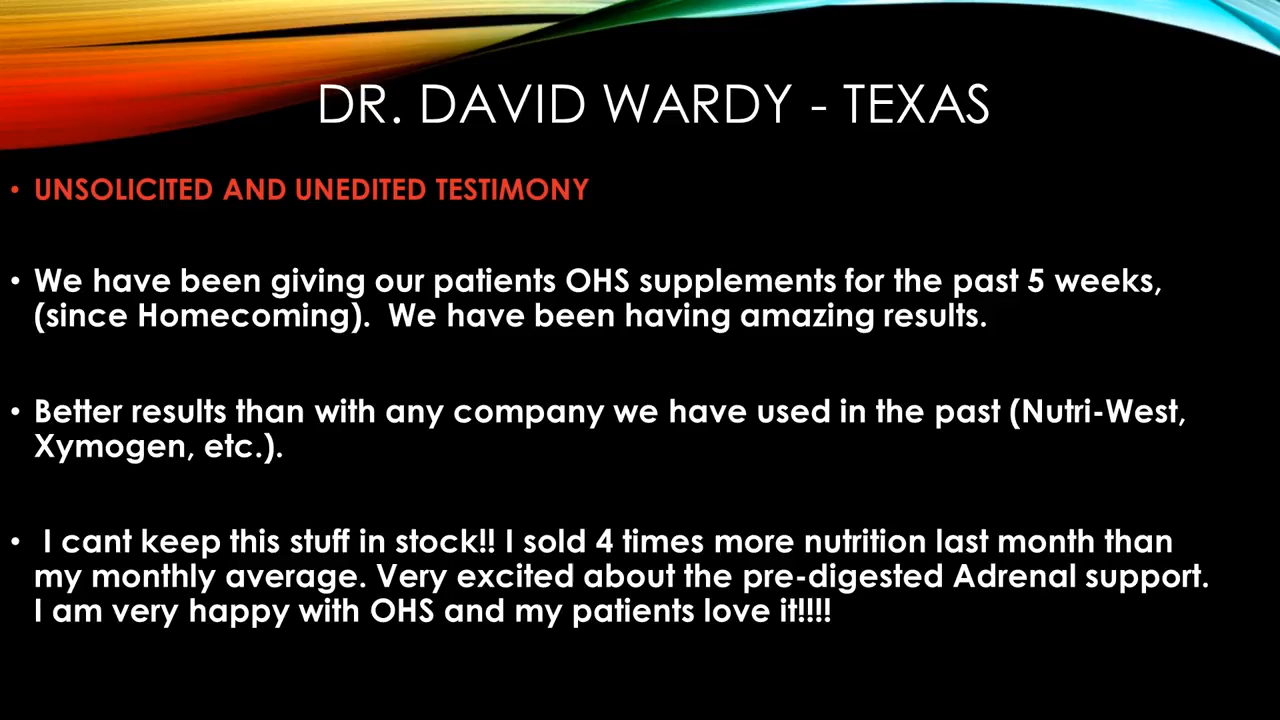 DR. DAVID WARDY - TEXAS
• UNSOLICITED AND UNEDITED TESTIMONY
• We have been giving our patients OHS supplements for the past 5 weeks,
(since Homecoming).  We have been having amazing results.
• Better results than with any company we have used in the past (Nutri-West,
Xymogen, etc.).
•  I cant keep this stuff in stock!! I sold 4 times more nutrition last month than
my monthly average. Very excited about the pre-digested Adrenal support.
I am very happy with OHS and my patients love it!!!!